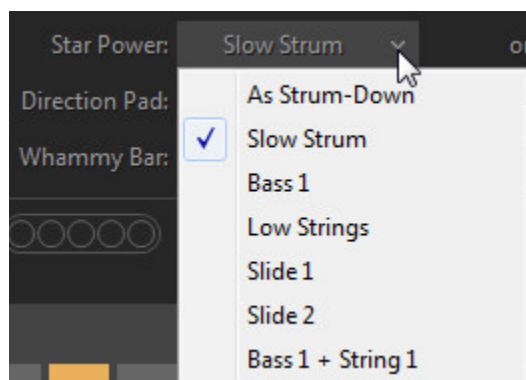 Star Power: Slow Strum or
Direction Pad: As Strum-Down
Whammy Bar: Slow Strum
Bass 1
Low Strings
Slide 1
Slide 2
Bass 1 + String 1